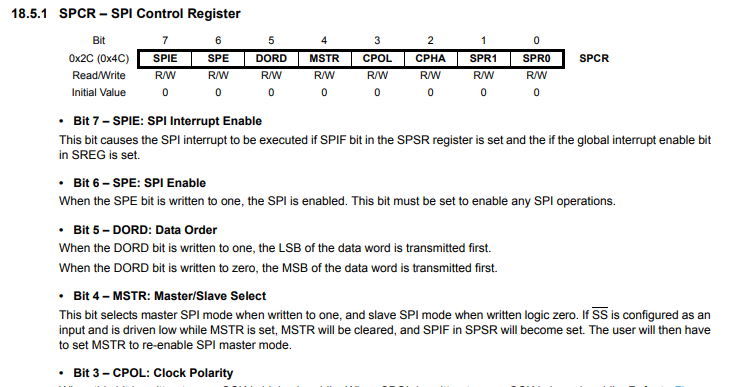 18.5.1 SPCR – SPI Control Register
Bit 7 6 5 4 3 2 1 0
0x2C (0x4C) SPIE SPE DORD MSTR CPOL CPHA SPR1 SPR0 SPCR
Read/Write R/W R/W R/W R/W R/W R/W R/W R/W
Initial Value 0 0 0 0 0 0 0 0
• Bit 7 – SPIE: SPI Interrupt Enable
This bit causes the SPI interrupt to be executed if SPIF bit in the SPSR register is set and the if the global interrupt enable bit
in SREG is set.
• Bit 6 – SPE: SPI Enable
When the SPE bit is written to one, the SPI is enabled. This bit must be set to enable any SPI operations.
• Bit 5 – DORD: Data Order
When the DORD bit is written to one, the LSB of the data word is transmitted first.
When the DORD bit is written to zero, the MSB of the data word is transmitted first.
• Bit 4 – MSTR: Master/Slave Select
This bit selects master SPI mode when written to one, and slave SPI mode when written logic zero. If SS is configured as an
input and is driven low while MSTR is set, MSTR will be cleared, and SPIF in SPSR will become set. The user will then have
to set MSTR to re-enable SPI master mode.
• Bit 3 – CPOL: Clock Polarity